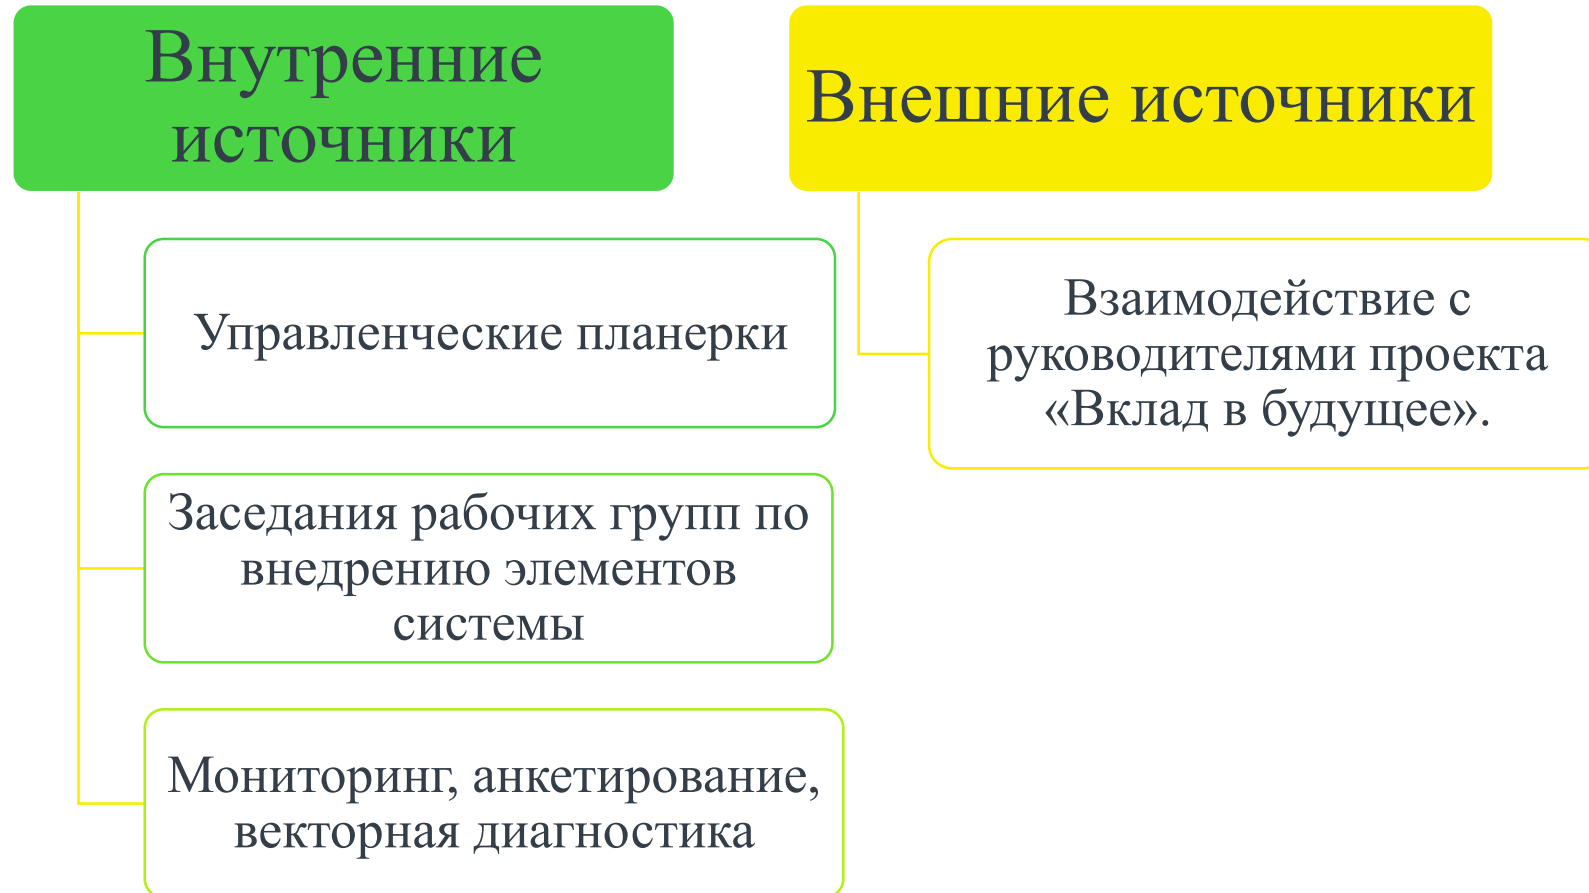 Внутренние
источники
Управленческие планерки
Заседания рабочих групп по
внедрению элементов
системы
Мониторинг, анкетирование,
векторная диагностика
Внешние источники
Взаимодействие с
руководителями проекта
«Вклад в будущее».